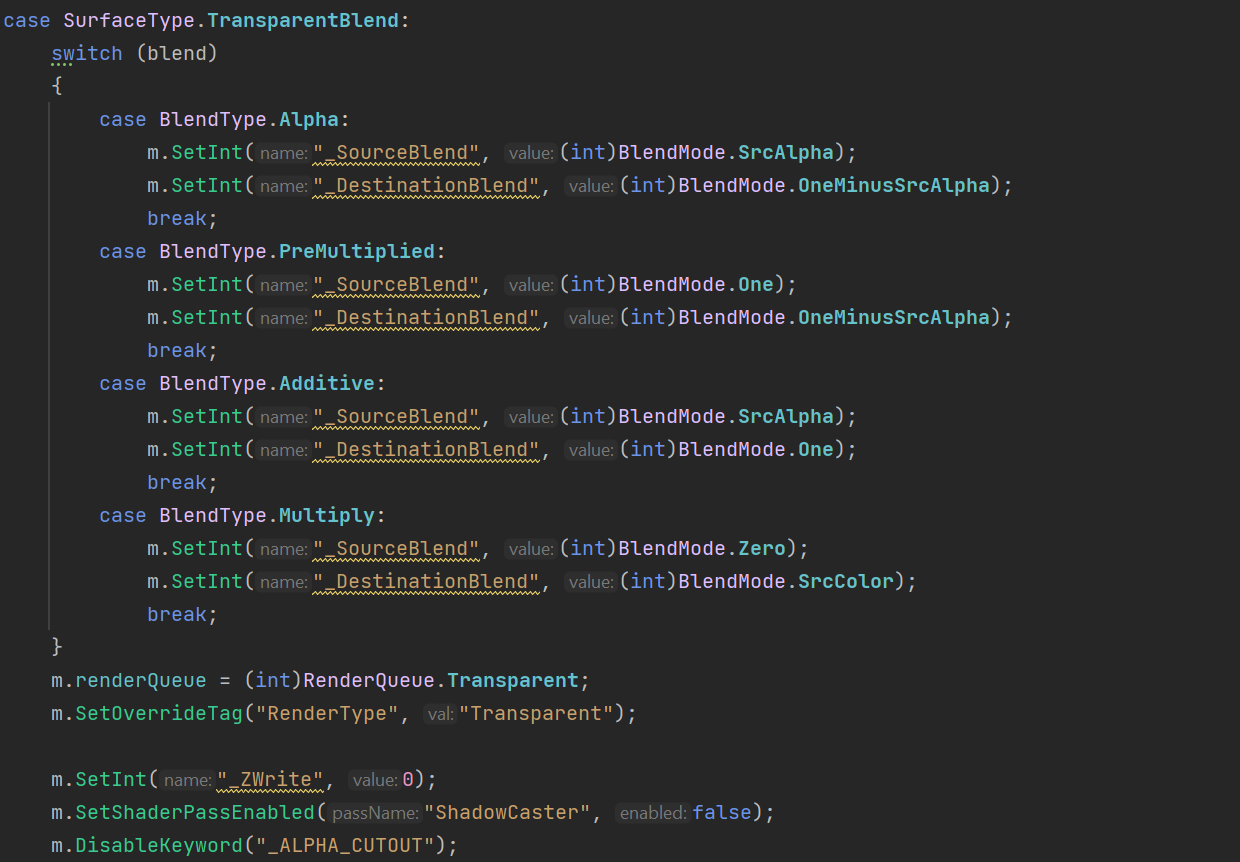 case SurfaceType.TransparentBlend:
switch (blend)
{
case BlendType.Alpha:
m.SetInt(name:"_SourceBlend", value:(int)BlendMode.SrcAlpha);
m.SetInt(name:"_DestinationBlend", value:(int)BlendMode.OneMinusSrcAlpha);
break;
case BlendType.PreMultiplied:
m.SetInt(name:"_SourceBlend", value:(int)BlendMode.One);
m.SetInt(name:"_DestinationBlend", value:(int)BlendMode.OneMinusSrcAlpha);
break;
case BlendType.Additive:
m.SetInt(name:"_SourceBlend", value:(int)BlendMode.SrcAlpha);
m.SetInt(name:"_DestinationBlend", value:(int)BlendMode.One);
break;
case BlendType.Multiply:
m.SetInt(name:"_SourceBlend", value:(int)BlendMode.Zero);
m.SetInt(name:"_DestinationBlend", value:(int)BlendMode.SrcColor);
break;
}
m.renderQueue = (int)RenderQueue.Transparent;
m.SetOverrideTag("RenderType", val:"Transparent");
m.SetInt(name:"_ZWrite", value:0);
m.SetShaderPassEnabled(passName:"ShadowCaster", enabled:false);
m.DisableKeyword("_ALPHA_CUTOUT");